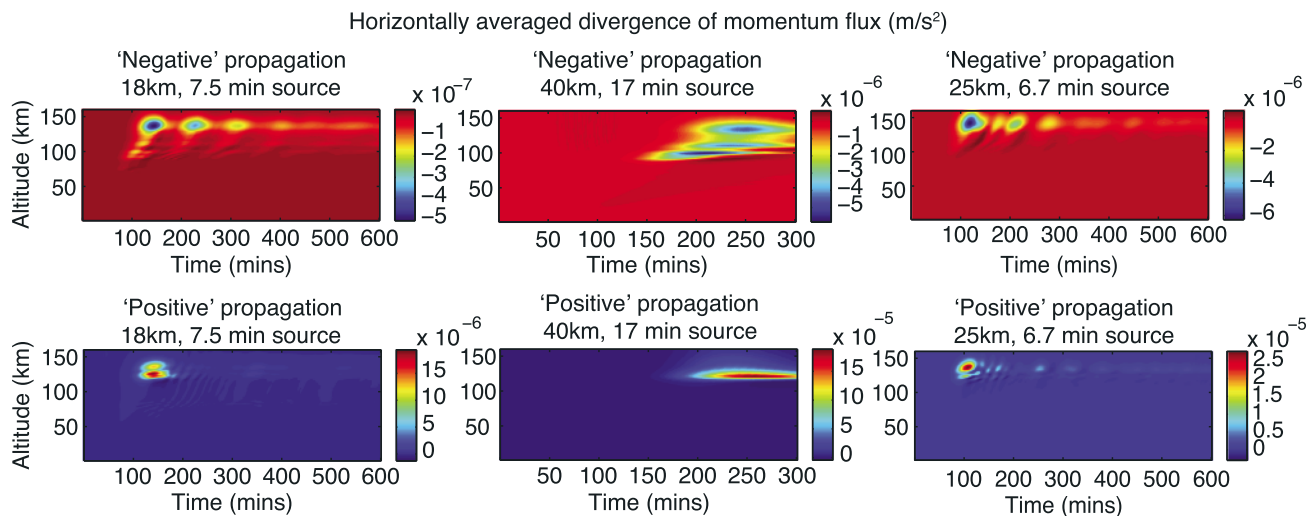 Horizontally averaged divergence of momentum flux (m/s²)
‘Negative’ propagation
18km, 7.5 min source
x 10⁻⁷
Altitude (km)
150
100
50
−1
−2
−3
−4
−5
100 200 300 400 500 600
Time (mins)
‘Negative’ propagation
40km, 17 min source
x 10⁻⁶
150
100
50
−1
−2
−3
−4
−5
50 100 150 200 250 300
Time (mins)
‘Negative’ propagation
25km, 6.7 min source
x 10⁻⁶
150
100
50
−2
−4
−6
100 200 300 400 500 600
Time (mins)
‘Positive’ propagation
18km, 7.5 min source
x 10⁻⁶
Altitude (km)
150
100
50
15
10
5
0
100 200 300 400 500 600
Time (mins)
‘Positive’ propagation
40km, 17 min source
x 10⁻⁵
150
100
50
15
10
5
0
50 100 150 200 250 300
Time (mins)
‘Positive’ propagation
25km, 6.7 min source
x 10⁻⁵
150
100
50
2.5
2
1.5
1
0.5
0
100 200 300 400 500 600
Time (mins)